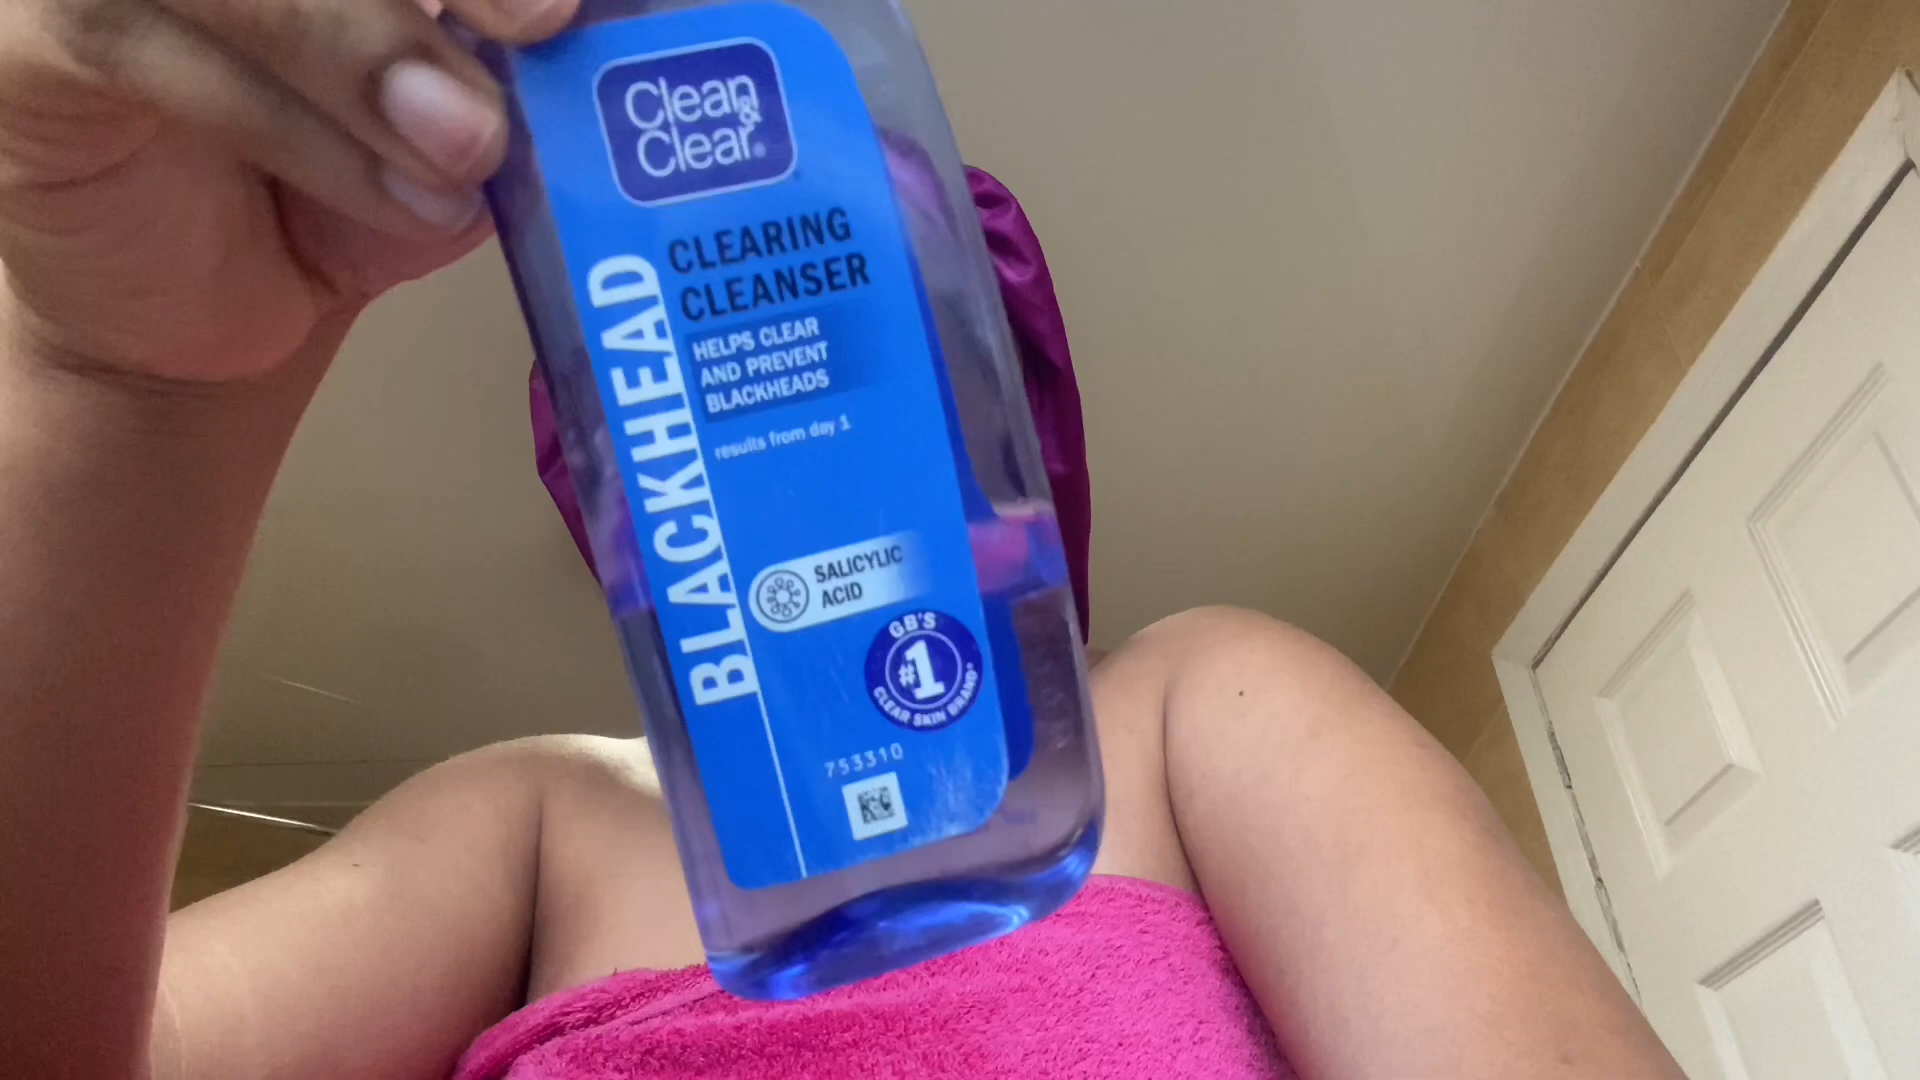 Clean &
Clear®
BLACKHEAD
CLEARING
CLEANSER
HELPS CLEAR
AND PREVENT
BLACKHEADS
results from day 1
SALICYLIC
ACID
GB'S
#1
CLEAR SKIN BRAND*
753310